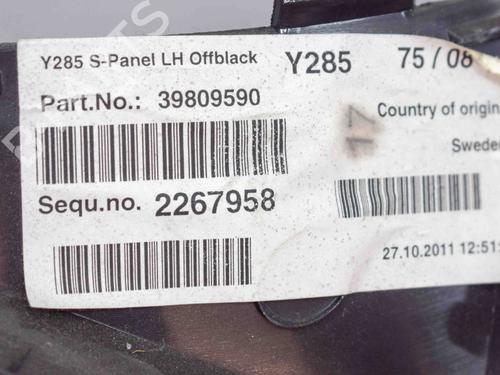 Y285 S-Panel LH Offblack Y285 75 / 08
Part.No.: 39809590
Country of origin
17
Sweden
Sequ.no. 2267958
27.10.2011 12:51: